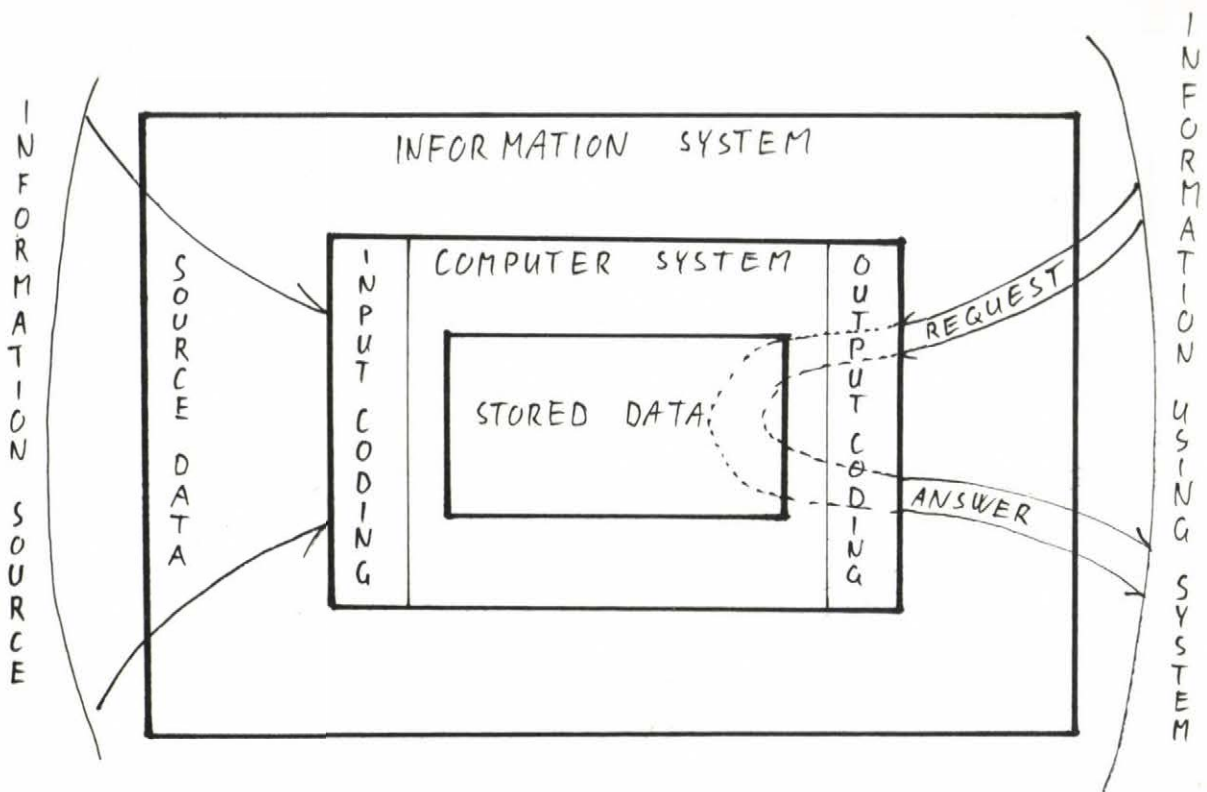 INFORMATION SOURCE
INFORMATION SYSTEM
SOURCE DATA
INPUT CODING
COMPUTER SYSTEM
STORED DATA
OUTPUT CODING
REQUEST
ANSWER
INFORMATION USING SYSTEM